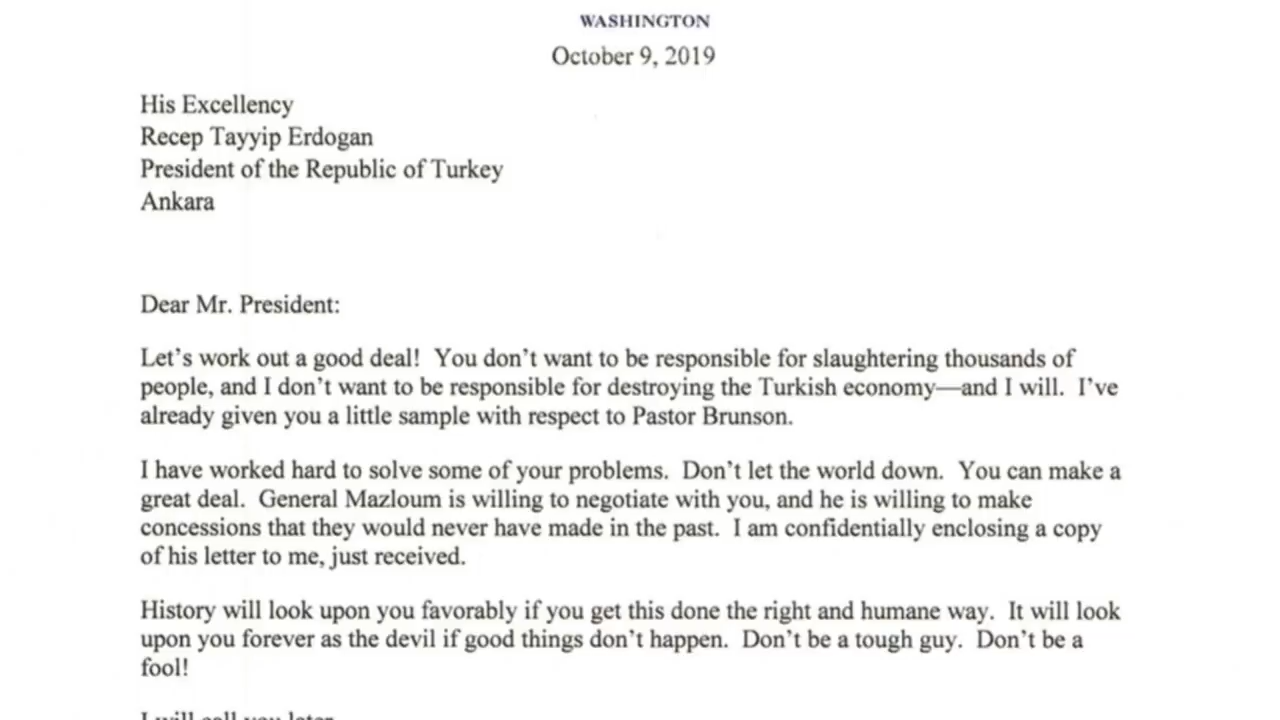 WASHINGTON
October 9, 2019
His Excellency
Recep Tayyip Erdogan
President of the Republic of Turkey
Ankara
Dear Mr. President:
Let’s work out a good deal!  You don’t want to be responsible for slaughtering thousands of
people, and I don’t want to be responsible for destroying the Turkish economy—and I will.  I’ve
already given you a little sample with respect to Pastor Brunson.
I have worked hard to solve some of your problems.  Don’t let the world down.  You can make a
great deal.  General Mazloum is willing to negotiate with you, and he is willing to make
concessions that they would never have made in the past.  I am confidentially enclosing a copy
of his letter to me, just received.
History will look upon you favorably if you get this done the right and humane way.  It will look
upon you forever as the devil if good things don’t happen.  Don’t be a tough guy.  Don’t be a
fool!
I will call you later